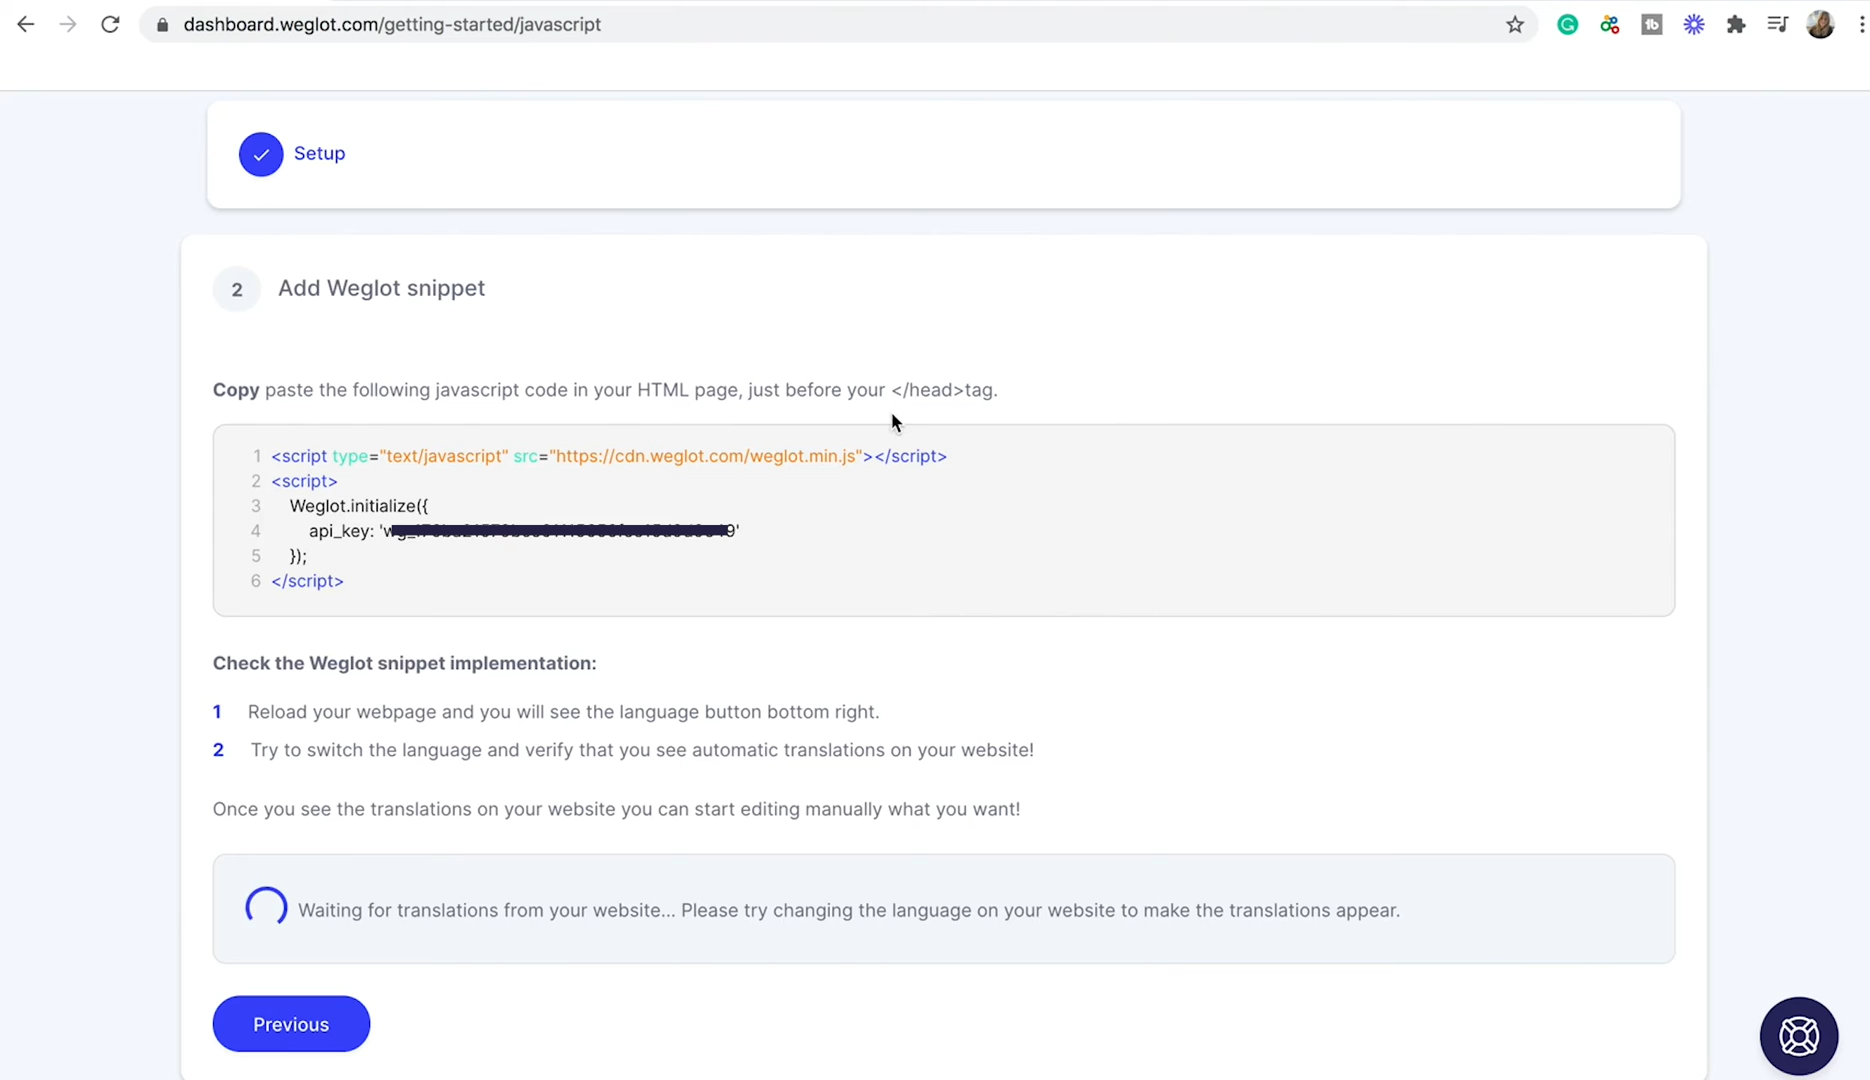 dashboard.weglot.com/getting-started/javascript
Setup
2 Add Weglot snippet
Copy paste the following javascript code in your HTML page, just before your </head>tag.
1 <script type="text/javascript" src="https://cdn.weglot.com/weglot.min.js"></script>
2 <script>
3 Weglot.initialize({
4 api_key: '
5 });
6 </script>
Check the Weglot snippet implementation:
1 Reload your webpage and you will see the language button bottom right.
2 Try to switch the language and verify that you see automatic translations on your website!
Once you see the translations on your website you can start editing manually what you want!
Waiting for translations from your website... Please try changing the language on your website to make the translations appear.
Previous